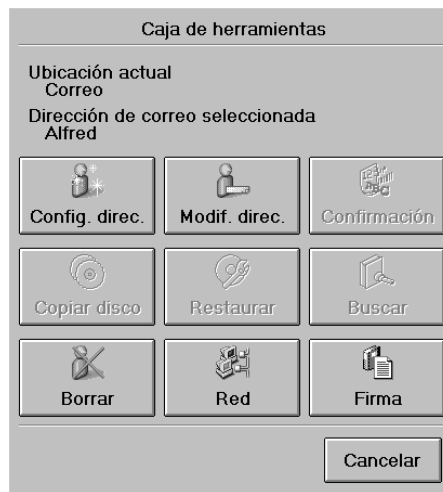 Caja de herramientas
Ubicación actual
Correo
Dirección de correo seleccionada
Alfred
Config. direc.
Modif. direc.
Confirmación
Copiar disco
Restaurar
Buscar
Borrar
Red
Firma
Cancelar